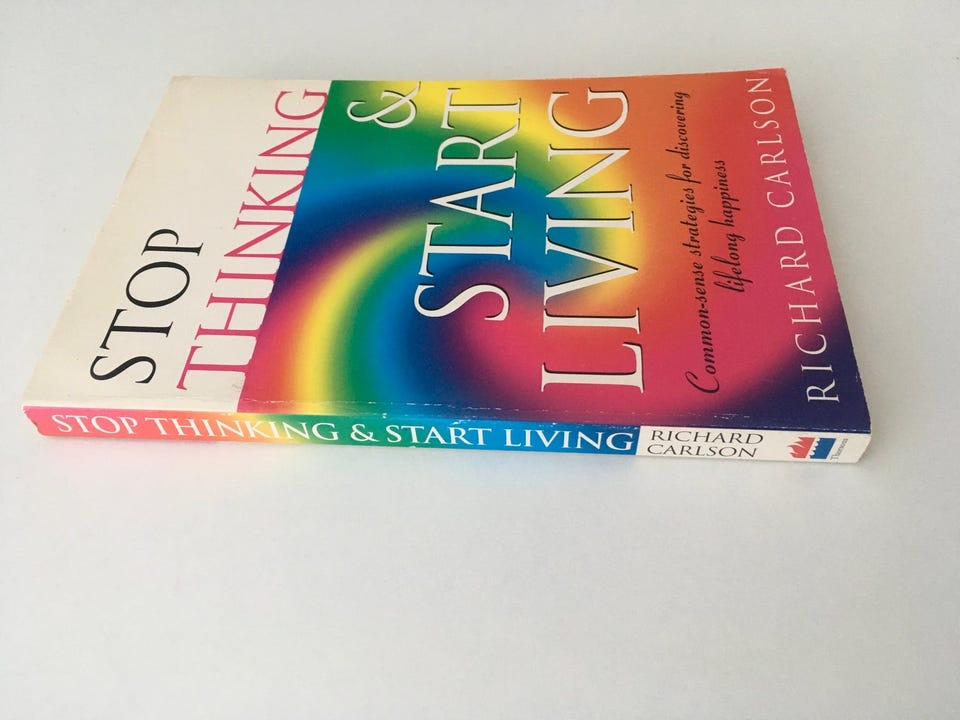 STOP
THINKING
&
START
LIVING
Common-sense strategies for discovering
lifelong happiness
RICHARD CARLSON
STOP THINKING & START LIVING
RICHARD
CARLSON
Thorsons